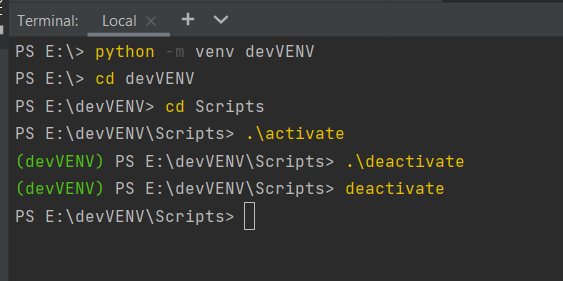 Terminal: Local × + ⌄
PS E:\> python -m venv devVENV
PS E:\> cd devVENV
PS E:\devVENV> cd Scripts
PS E:\devVENV\Scripts> .\activate
(devVENV) PS E:\devVENV\Scripts> .\deactivate
(devVENV) PS E:\devVENV\Scripts> deactivate
PS E:\devVENV\Scripts>